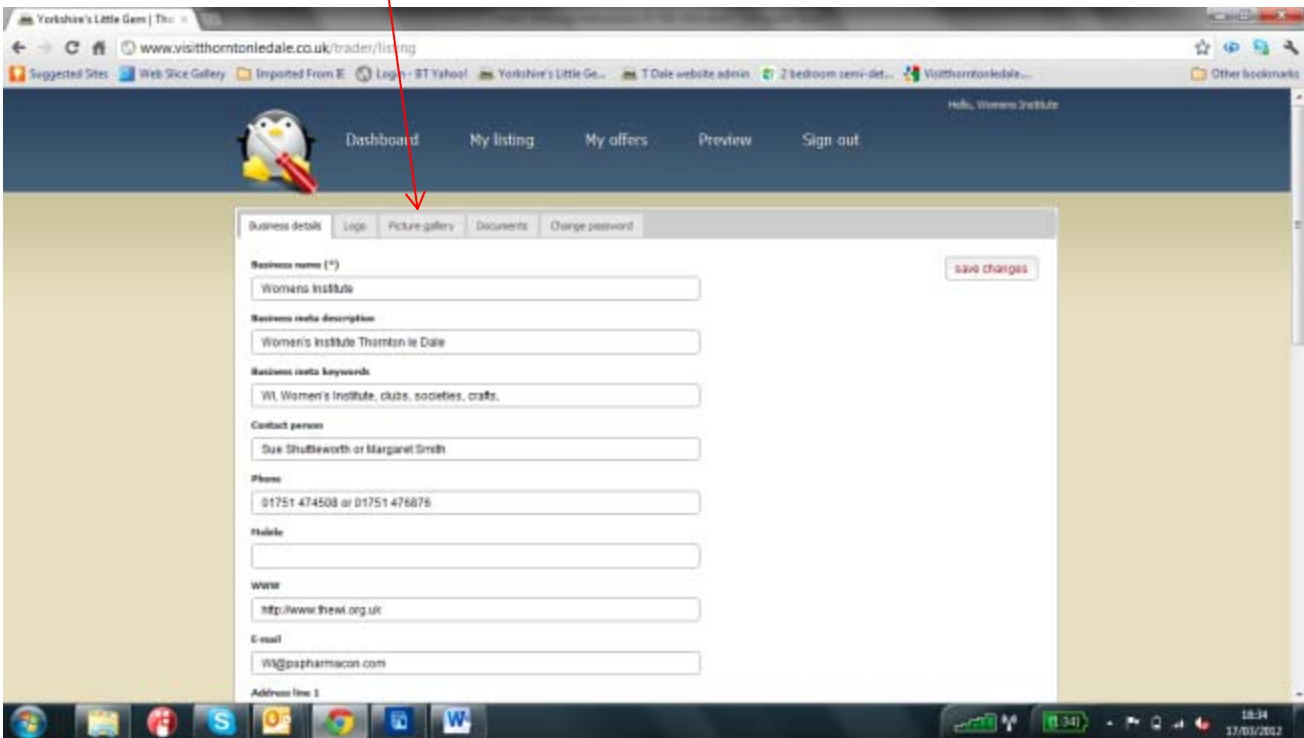 Yorkshire's Little Gem | Tho
www.visitthorntonledale.co.uk/trader/listing
Suggested Sites Web Slice Gallery Imported From IE Login - BT Yahoo! Yorkshire's Little Ge... T Dale website admin 2 bedroom semi-det... Visitthorntonledale... Other bookmarks
Hello, Womens Institute
Dashboard My listing My offers Preview Sign out
Business details Logo Picture gallery Documents Change password
Business name (*)
save changes
Womens Institute
Business meta description
Women's Institute Thornton le Dale
Business meta keywords
WI, Women's Institute, clubs, societies, crafts,
Contact person
Sue Shuttleworth or Margaret Smith
Phone
01751 474508 or 01751 476876
Mobile
WWW
http://www.thewi.org.uk
E-mail
WI@pspharmacon.com
Address line 1
18:34
17/03/2012